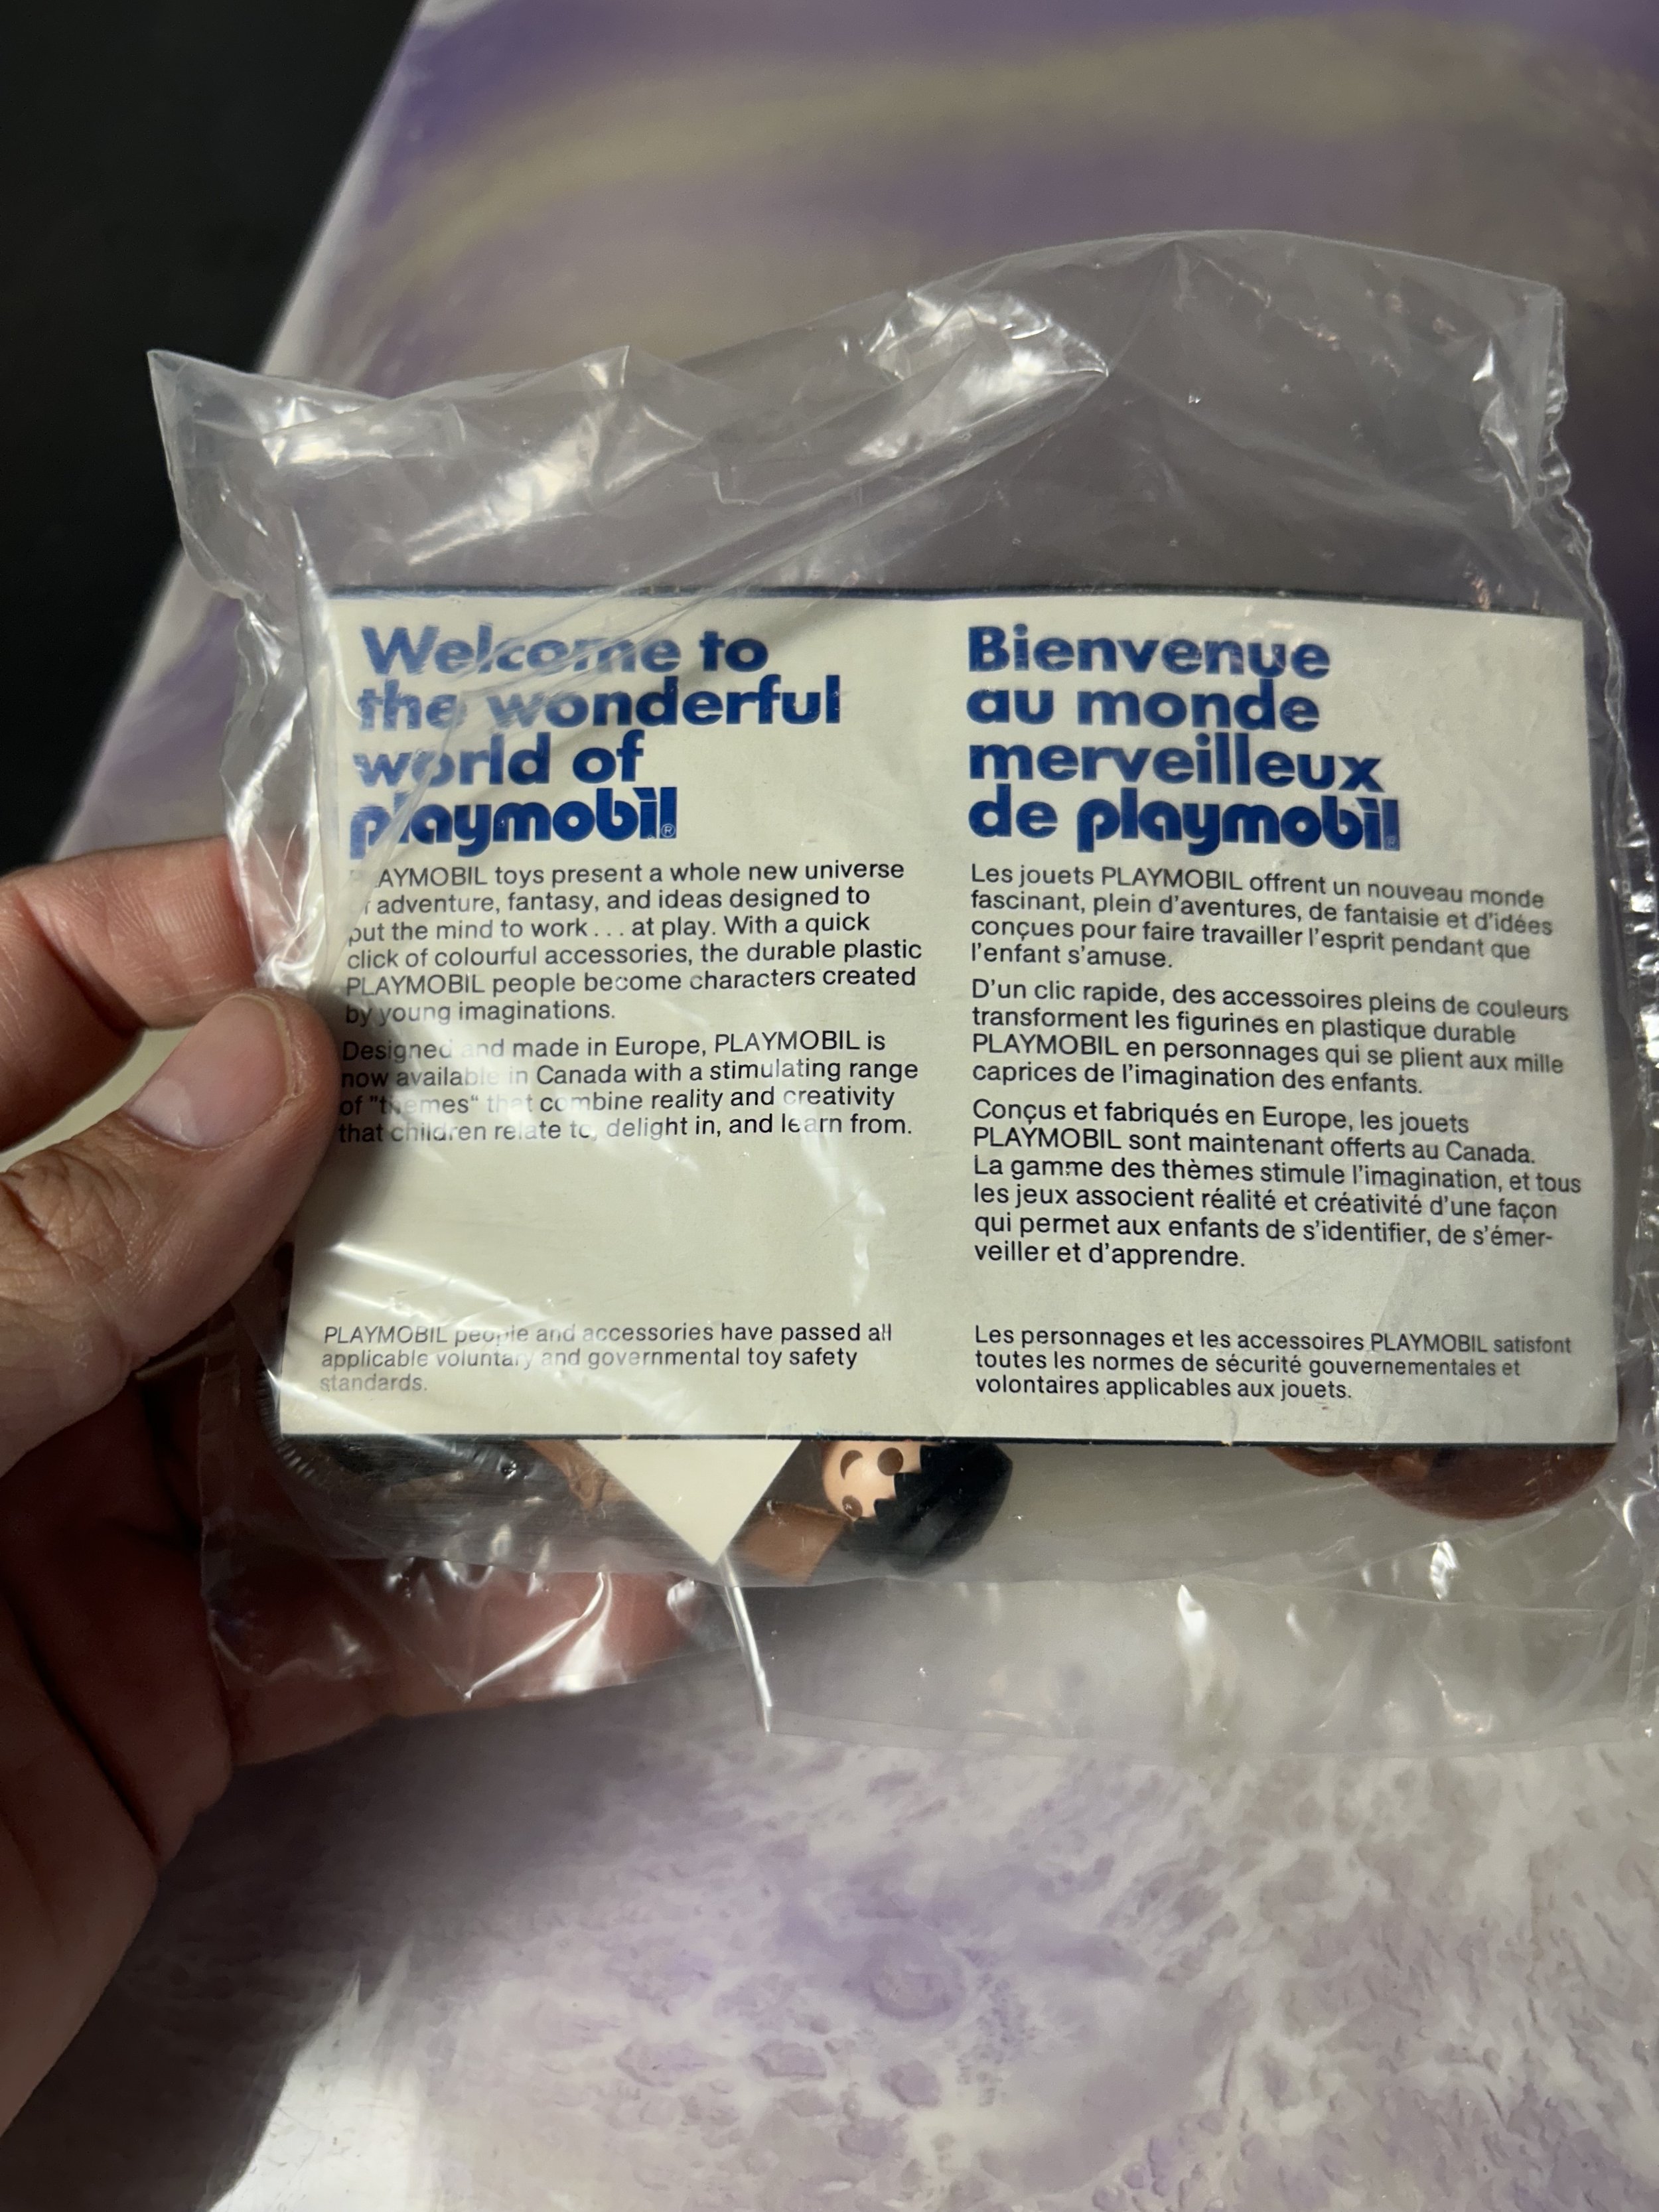 Welcome to
the wonderful
world of
playmobil®
PLAYMOBIL toys present a whole new universe
of adventure, fantasy, and ideas designed to
put the mind to work . . . at play. With a quick
click of colourful accessories, the durable plastic
PLAYMOBIL people become characters created
by young imaginations.
Designed and made in Europe, PLAYMOBIL is
now available in Canada with a stimulating range
of "themes“ that combine reality and creativity
that children relate to, delight in, and learn from.
PLAYMOBIL people and accessories have passed all
applicable voluntary and governmental toy safety
standards.
Bienvenue
au monde
merveilleux
de playmobil®
Les jouets PLAYMOBIL offrent un nouveau monde
fascinant, plein d'aventures, de fantaisie et d'idées
conçues pour faire travailler l'esprit pendant que
l'enfant s'amuse.
D'un clic rapide, des accessoires pleins de couleurs
transforment les figurines en plastique durable
PLAYMOBIL en personnages qui se plient aux mille
caprices de l'imagination des enfants.
Conçus et fabriqués en Europe, les jouets
PLAYMOBIL sont maintenant offerts au Canada.
La gamme des thèmes stimule l'imagination, et tous
les jeux associent réalité et créativité d'une façon
qui permet aux enfants de s'identifier, de s'émer-
veiller et d'apprendre.
Les personnages et les accessoires PLAYMOBIL satisfont
toutes les normes de sécurité gouvernementales et
volontaires applicables aux jouets.